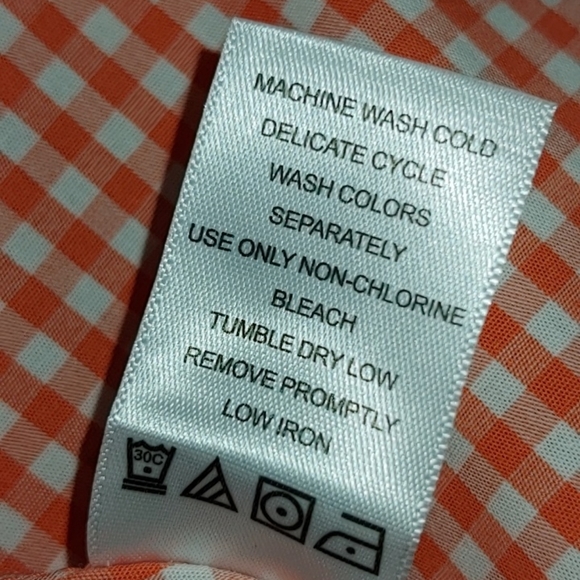 MACHINE WASH COLD
DELICATE CYCLE
WASH COLORS
SEPARATELY
USE ONLY NON-CHLORINE
BLEACH
TUMBLE DRY LOW
REMOVE PROMPTLY
LOW IRON
30C